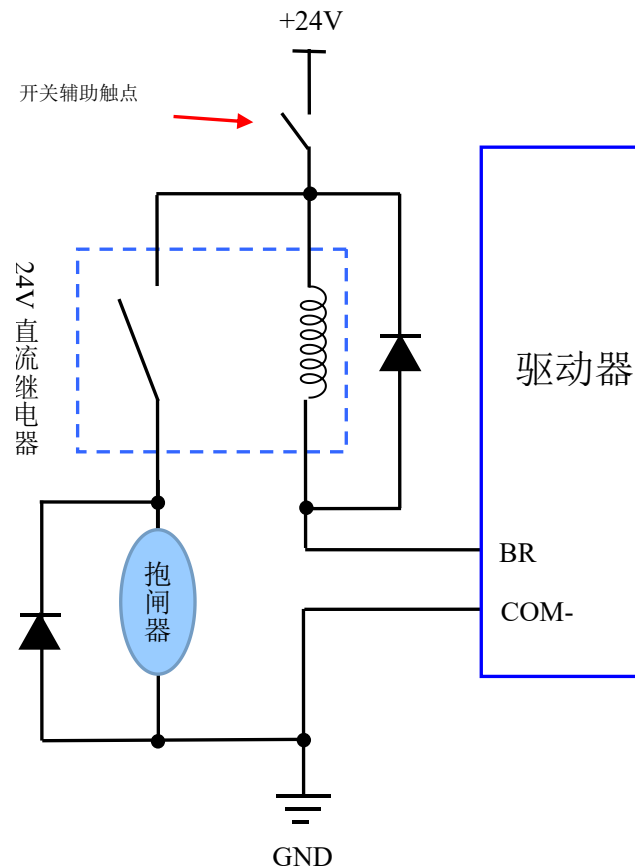 +24V
开关辅助触点
24V 直流继电器
驱动器
抱闸器
BR
COM-
GND